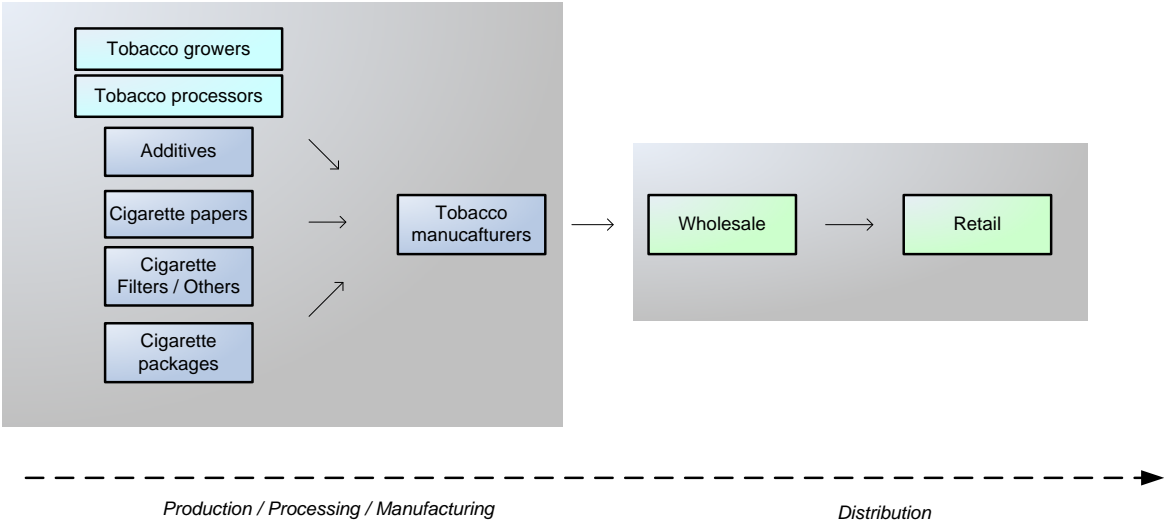 Tobacco growers
Tobacco processors
Additives
Cigarette papers
Cigarette
Filters / Others
Cigarette
packages
Tobacco
manucafturers
Wholesale
Retail
Production / Processing / Manufacturing
Distribution